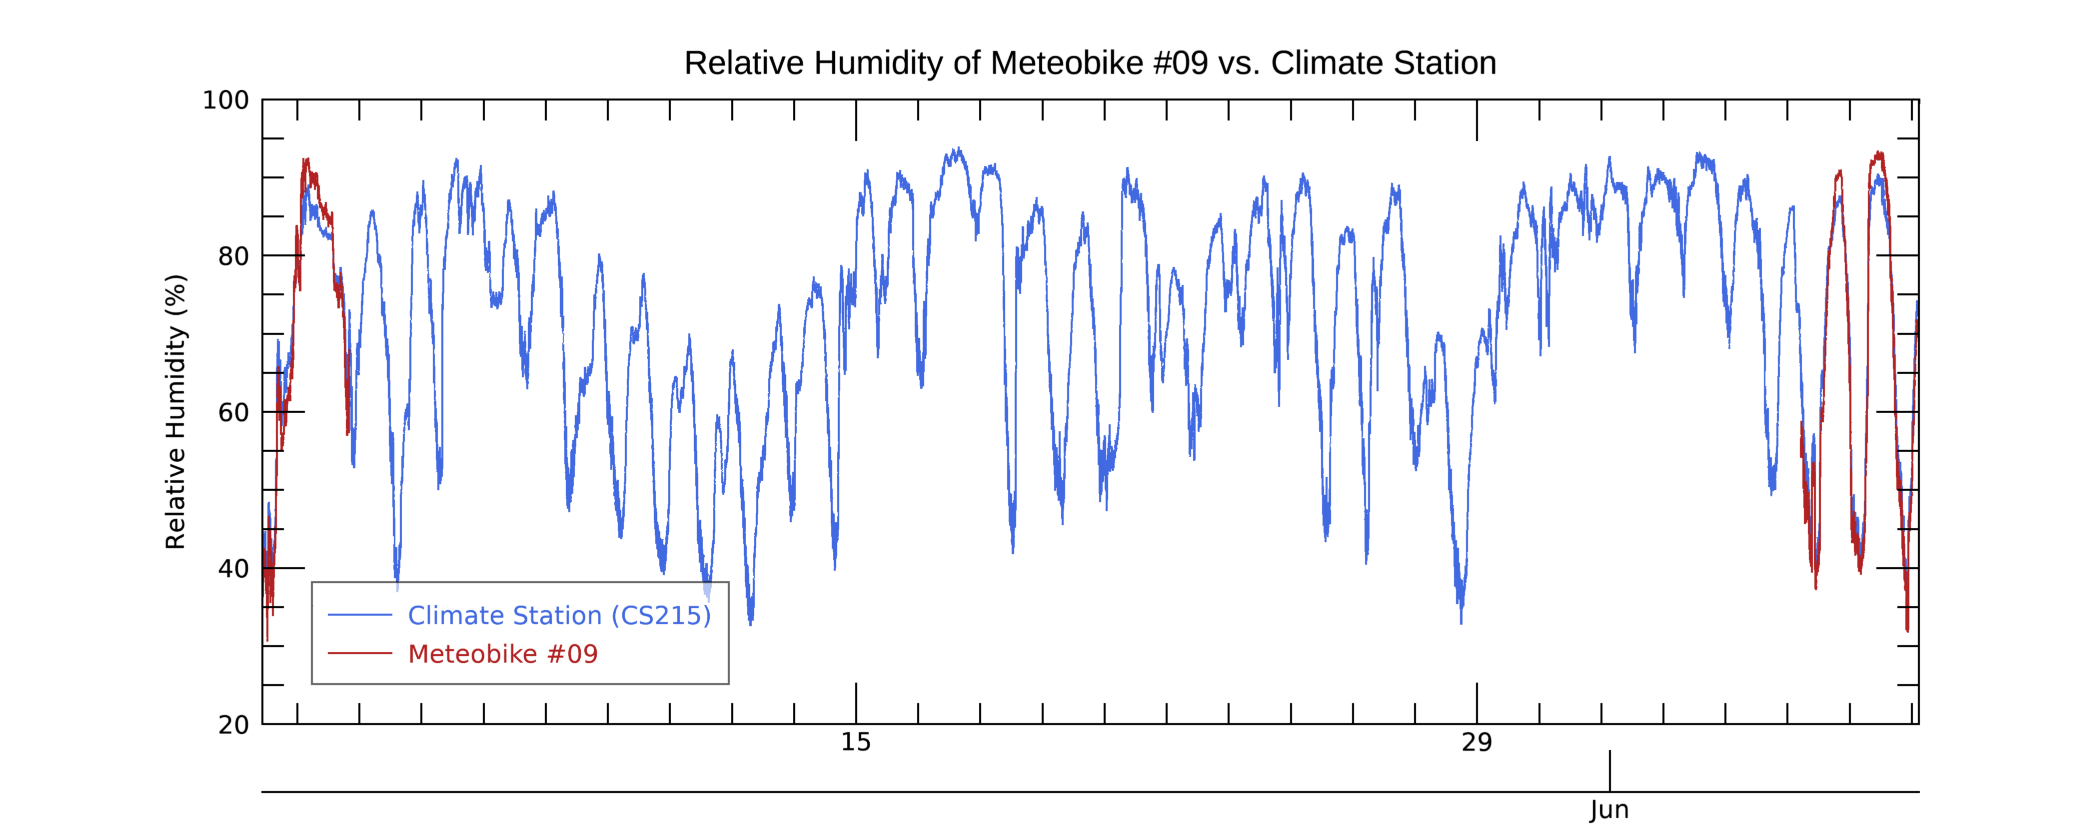 Relative Humidity of Meteobike #09 vs. Climate Station
Relative Humidity (%)
100
80
60
40
20
Climate Station (CS215)
Meteobike #09
15
29
Jun